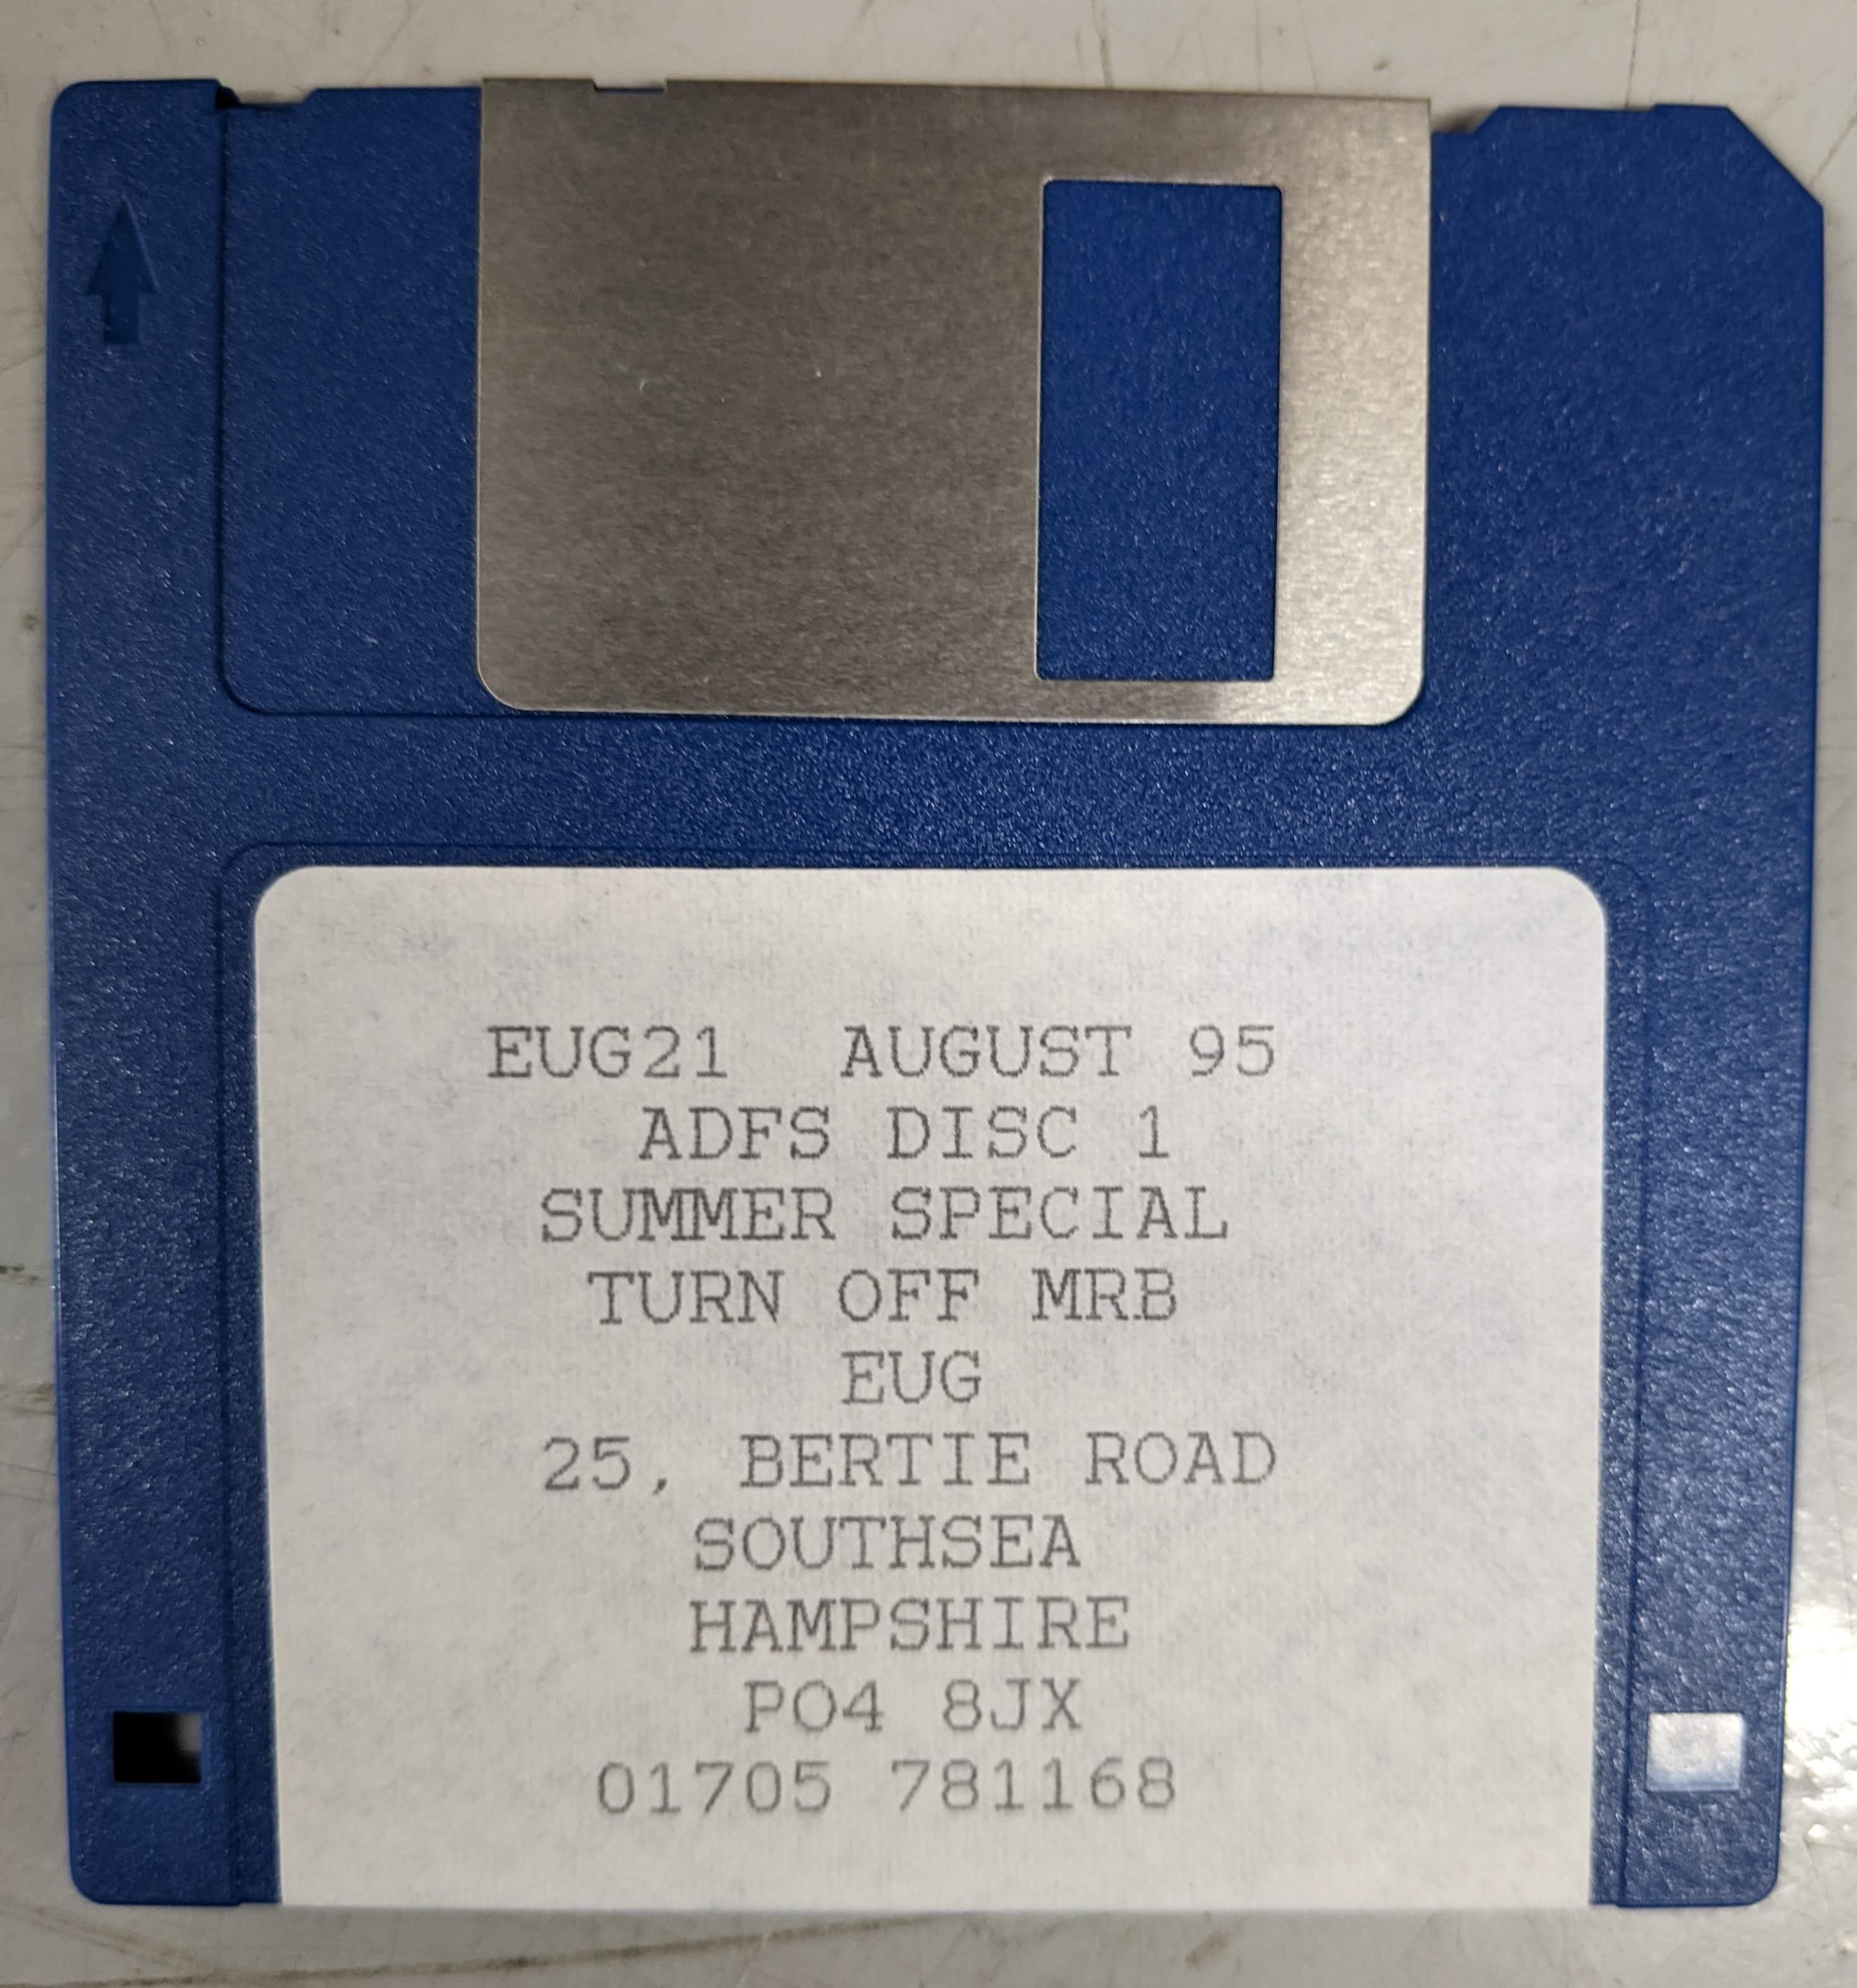 EUG21 AUGUST 95
ADFS DISC 1
SUMMER SPECIAL
TURN OFF MRB
EUG
25, BERTIE ROAD
SOUTHSEA
HAMPSHIRE
PO4 8JX
01705 781168